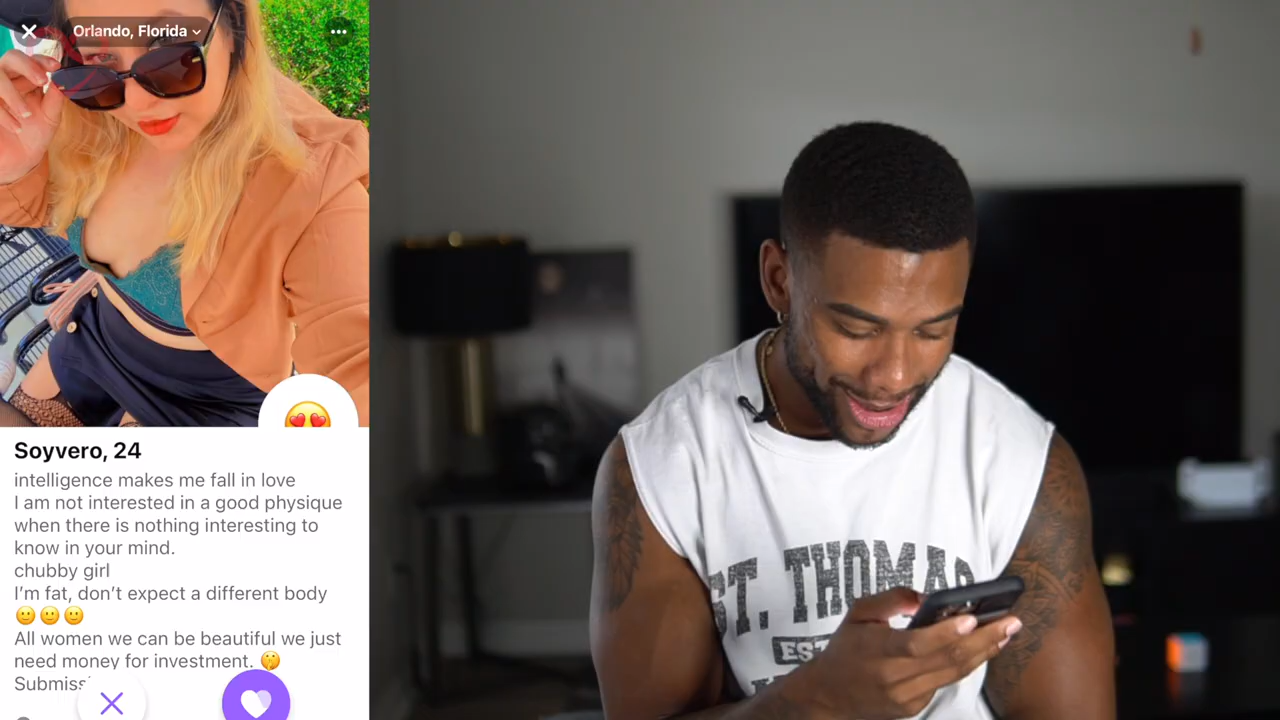 Orlando, Florida
Soyvero, 24
intelligence makes me fall in love
I am not interested in a good physique
when there is nothing interesting to
know in your mind.
chubby girl
I'm fat, don't expect a different body
🙂🙂🙂
All women we can be beautiful we just
need money for investment. 🤫
ST. THOMAS
EST